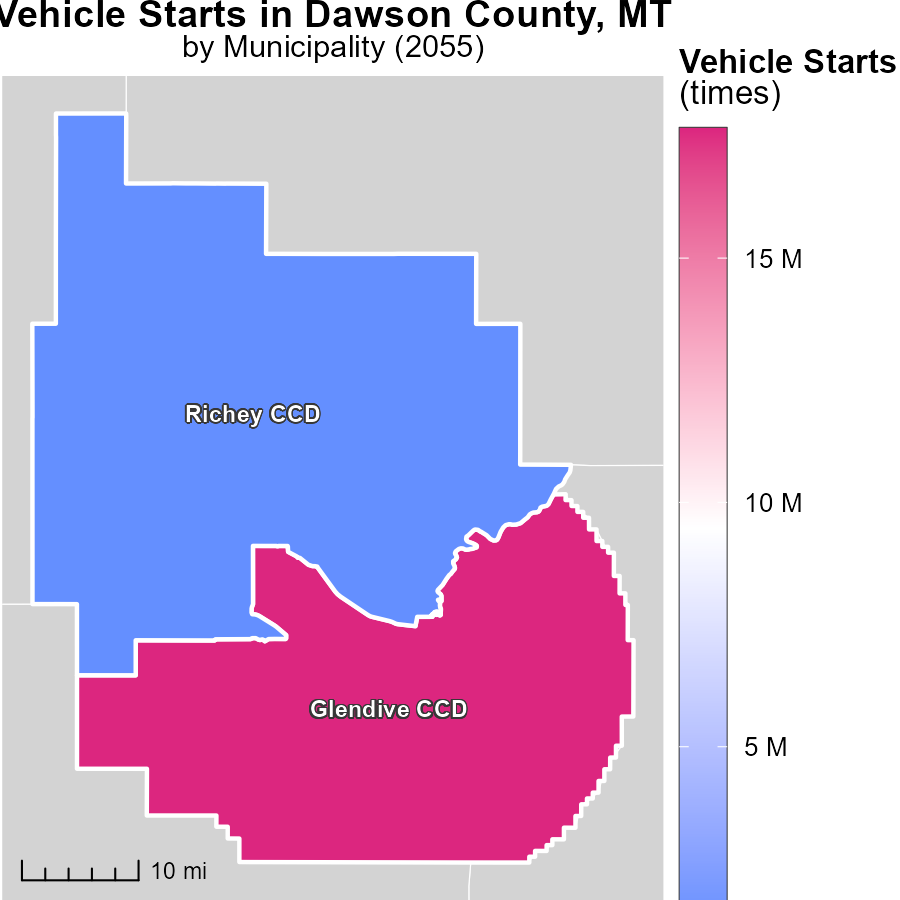 Vehicle Starts in Dawson County, MT
by Municipality (2055)
Vehicle Starts
(times)
15 M
10 M
5 M
Richey CCD
Glendive CCD
10 mi